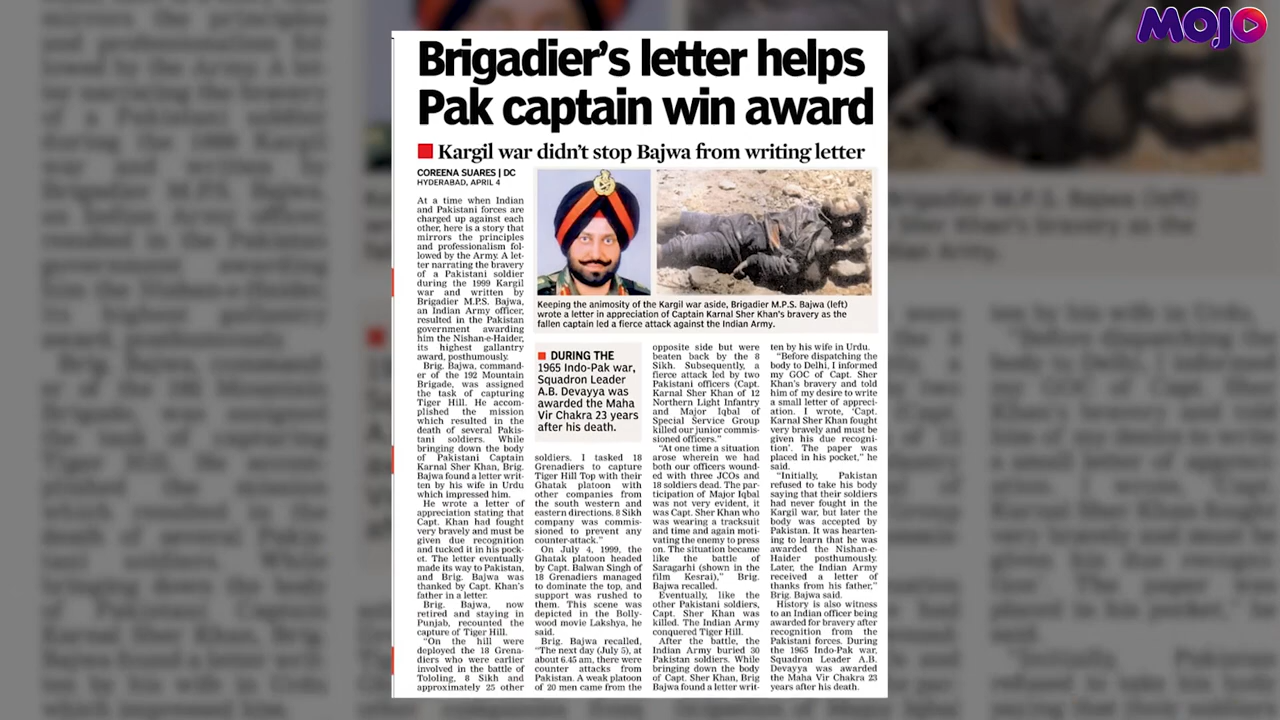 MOJO
Brigadier's letter helps
Pak captain win award
Kargil war didn't stop Bajwa from writing letter
COREENA SUARES | DC
HYDERABAD, APRIL 4
At a time when Indian
and Pakistani forces are
charged up against each
other, here is a story that
mirrors the principles
and professionalism fol-
lowed by the Army. A let-
ter narrating the bravery
of a Pakistani soldier
during the 1999 Kargil
war and written by
Brigadier M.P.S. Bajwa,
an Indian Army officer,
resulted in the Pakistan
government awarding
him the Nishan-e-Haider,
its highest gallantry
award, posthumously.
Brig. Bajwa, command-
er of the 192 Mountain
Brigade, was assigned
the task of capturing
Tiger Hill. He accom-
plished the mission
which resulted in the
death of several Pakis-
tani soldiers. While
bringing down the body
of Pakistani Captain
Karnal Sher Khan, Brig.
Bajwa found a letter writ-
ten by his wife in Urdu
which impressed him.
He wrote a letter of
appreciation stating that
Capt. Khan had fought
very bravely and must be
given due recognition
and tucked it in his pock-
et. The letter eventually
made its way to Pakistan,
and Brig. Bajwa was
thanked by Capt. Khan's
father in a letter.
Brig. Bajwa, now
retired and staying in
Punjab, recounted the
capture of Tiger Hill.
"On the hill were
deployed the 18 Grena-
diers who were earlier
involved in the battle of
Tololing, 8 Sikh and
approximately 25 other
Keeping the animosity of the Kargil war aside, Brigadier M.P.S. Bajwa (left)
wrote a letter in appreciation of Captain Karnal Sher Khan's bravery as the
fallen captain led a fierce attack against the Indian Army.
DURING THE
1965 Indo-Pak war,
Squadron Leader
A.B. Devayya was
awarded the Maha
Vir Chakra 23 years
after his death.
soldiers. I tasked 18
Grenadiers to capture
Tiger Hill Top with their
Ghatak platoon with
other companies from
the south western and
eastern directions. 8 Sikh
company was commis-
sioned to prevent any
counter-attack."
On July 4, 1999, the
Ghatak platoon headed
by Capt. Balwan Singh of
18 Grenadiers managed
to dominate the top, and
support was rushed to
them. This scene was
depicted in the Bolly-
wood movie Lakshya, he
said.
Brig. Bajwa recalled,
"The next day (July 5), at
about 6.45 am, there were
counter attacks from
Pakistan. A weak platoon
of 20 men came from the
opposite side but were
beaten back by the 8
Sikh. Subsequently, a
fierce attack led by two
Pakistani officers (Capt.
Karnal Sher Khan of 12
Northern Light Infantry
and Major Iqbal of
Special Service Group
killed our junior commis-
sioned officers."
"At one time a situation
arose wherein we had
both our officers wound-
ed with three JCOs and
18 soldiers dead. The par-
ticipation of Major Iqbal
was not very evident, it
was Capt. Sher Khan who
was wearing a tracksuit
and time and again moti-
vating the enemy to press
on. The situation became
like the battle of
Saragarhi (shown in the
film Kesrai)," Brig.
Bajwa recalled.
Eventually, like the
other Pakistani soldiers,
Capt. Sher Khan was
killed. The Indian Army
conquered Tiger Hill.
After the battle, the
Indian Army buried 30
Pakistan soldiers. While
bringing down the body
of Capt. Sher Khan, Brig
Bajwa found a letter writ-
ten by his wife in Urdu.
"Before dispatching the
body to Delhi, I informed
my GOC of Capt. Sher
Khan's bravery and told
him of my desire to write
a small letter of appreci-
ation. I wrote, 'Capt.
Karnal Sher Khan fought
very bravely and must be
given his due recogni-
tion'. The paper was
placed in his pocket," he
said.
"Initially, Pakistan
refused to take his body
saying that their soldiers
had never fought in the
Kargil war, but later the
body was accepted by
Pakistan. It was hearten-
ing to learn that he was
awarded the Nishan-e-
Haider posthumously.
Later, the Indian Army
received a letter of
thanks from his father,"
Brig. Bajwa said.
History is also witness
to an Indian officer being
awarded for bravery after
recognition from the
Pakistani forces. During
the 1965 Indo-Pak war,
Squadron Leader A.B.
Devayya was awarded
the Maha Vir Chakra 23
years after his death.